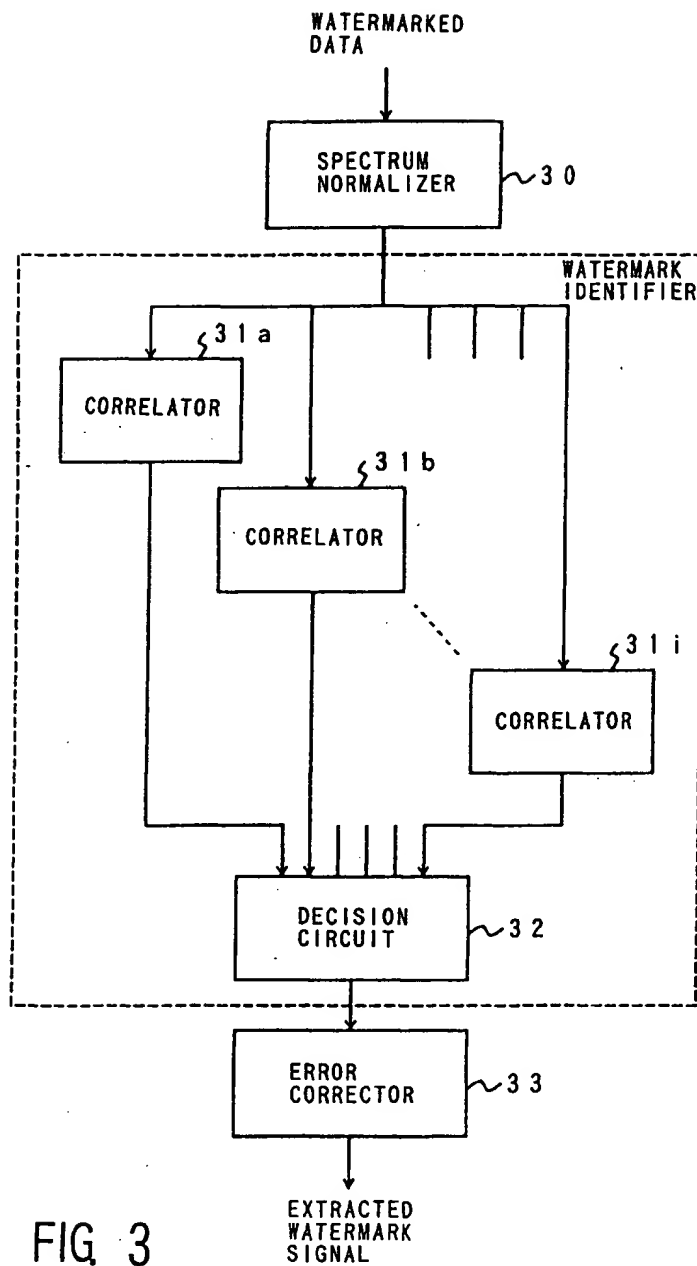 WATERMARKED
DATA
SPECTRUM
NORMALIZER
30
WATERMARK
IDENTIFIER
31a
CORRELATOR
31b
CORRELATOR
31i
CORRELATOR
DECISION
CIRCUIT
32
ERROR
CORRECTOR
33
EXTRACTED
WATERMARK
SIGNAL
FIG. 3